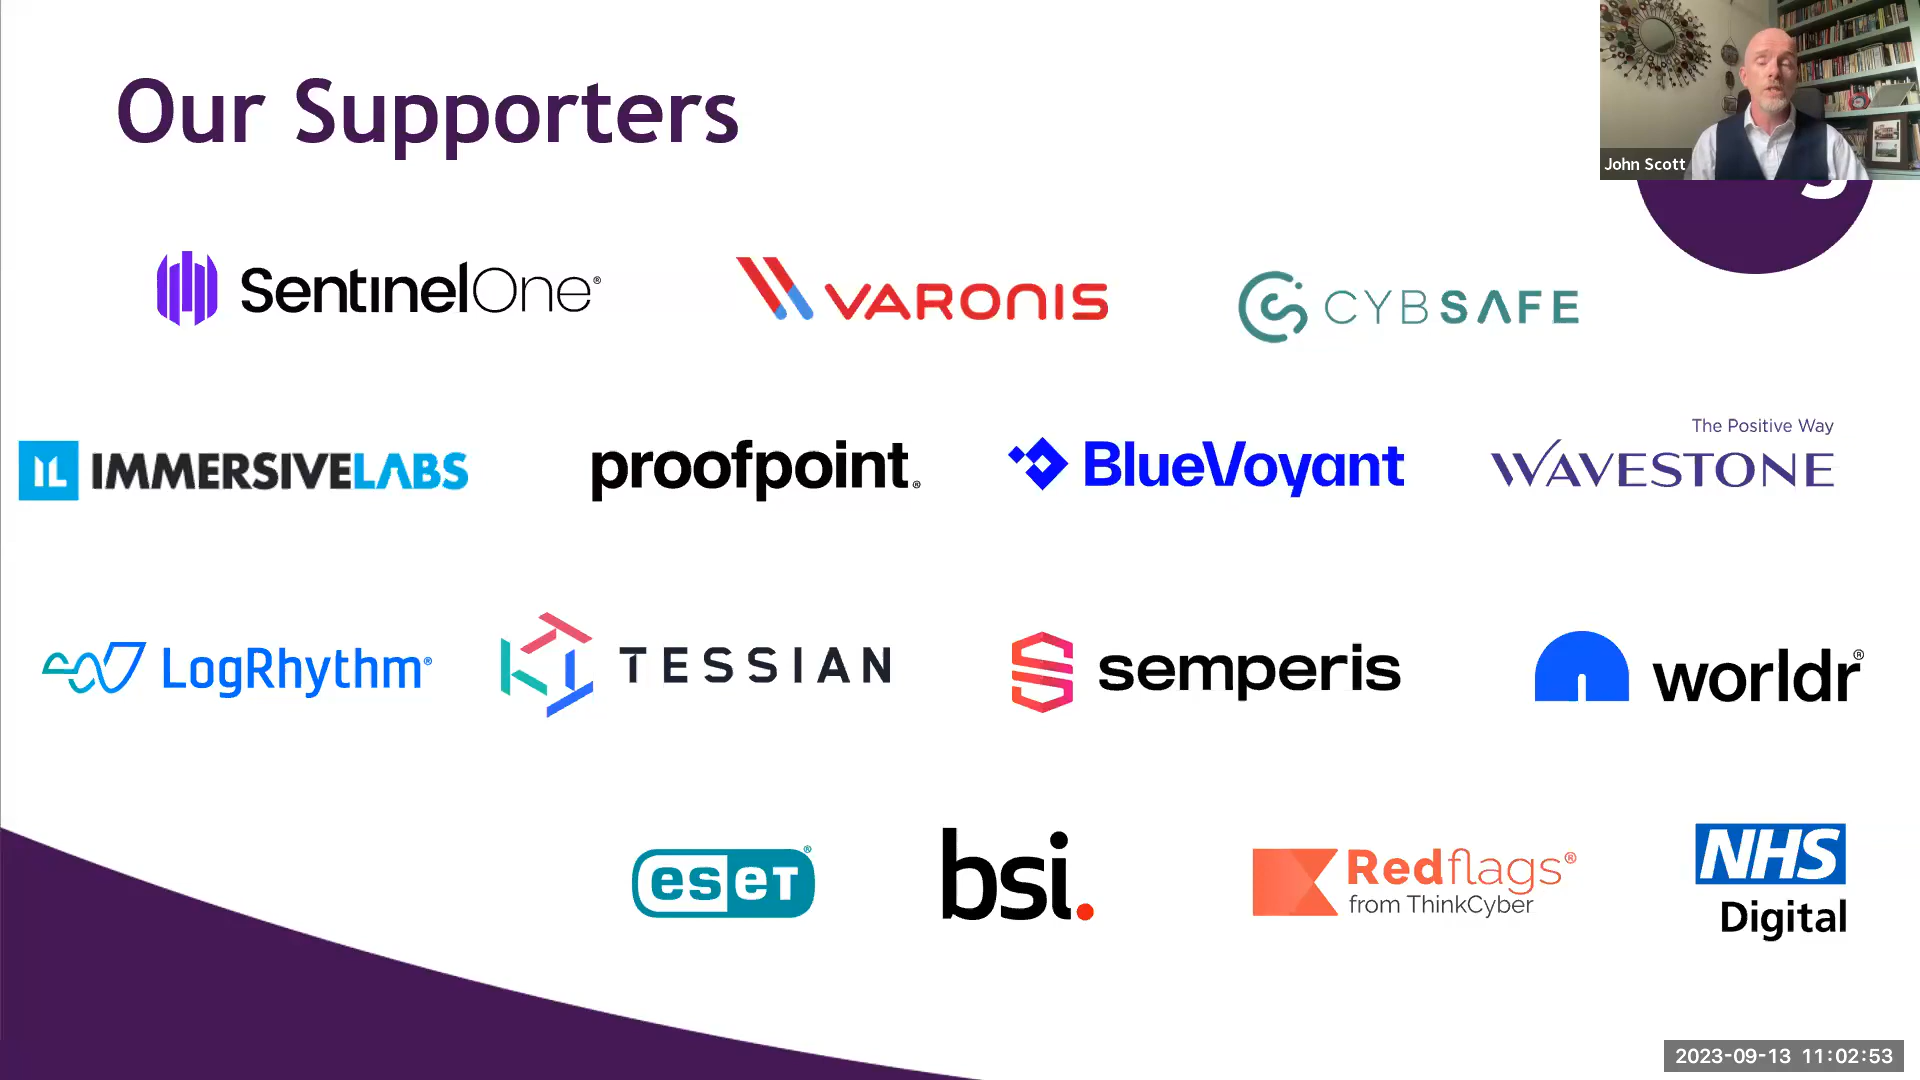 Our Supporters
John Scott
SentinelOne®
VARONIS
CYBSAFE
IL IMMERSIVELABS
proofpoint®
BlueVoyant
The Positive Way
WAVESTONE
LogRhythm®
TESSIAN
semperis
worldr®
eseT®
bsi.
Redflags®
from ThinkCyber
NHS
Digital
2023-09-13 11:02:53